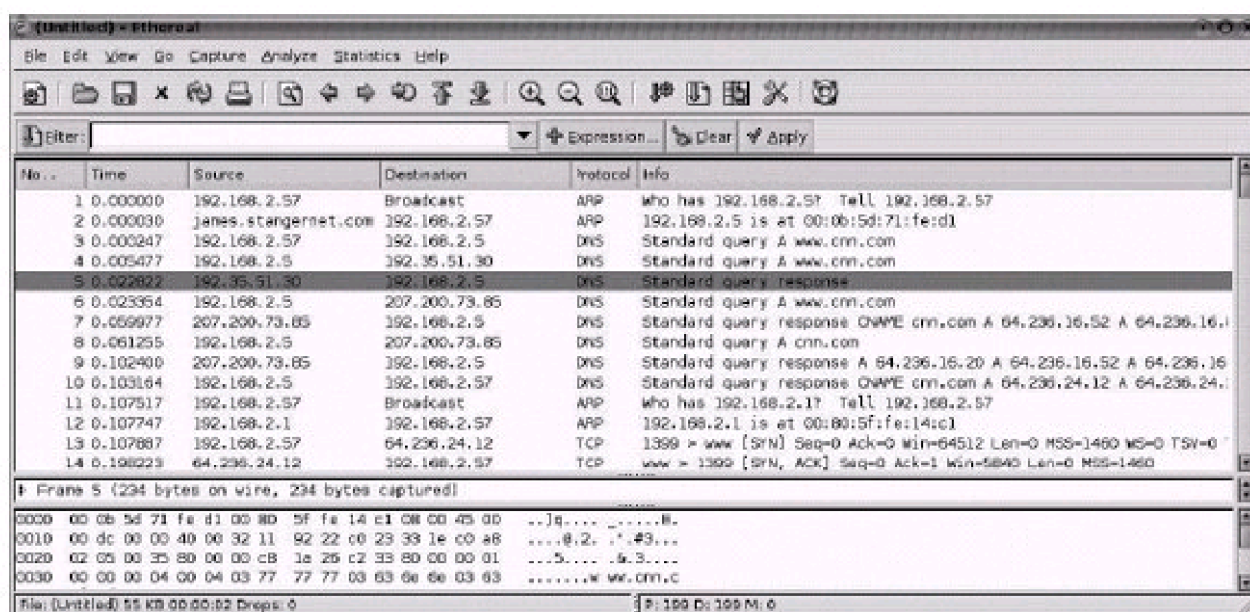 (Untitled) - Ethereal
File Edit View Go Capture Analyze Statistics Help
Filter: Expression... Clear Apply
No. . Time Source Destination Protocol Info
1 0.000000 192.168.2.57 Broadcast ARP Who has 192.168.2.5? Tell 192.168.2.57
2 0.000030 james.stangernet.com 192.168.2.57 ARP 192.168.2.5 is at 00:0b:5d:71:fe:d1
3 0.000247 192.168.2.57 192.168.2.5 DNS Standard query A www.cnn.com
4 0.005477 192.168.2.5 192.35.51.30 DNS Standard query A www.cnn.com
5 0.022822 192.35.51.30 192.168.2.5 DNS Standard query response
6 0.023354 192.168.2.5 207.200.73.85 DNS Standard query A www.cnn.com
7 0.059977 207.200.73.85 192.168.2.5 DNS Standard query response CNAME cnn.com A 64.236.16.52 A 64.236.16.
8 0.061255 192.168.2.5 207.200.73.85 DNS Standard query A cnn.com
9 0.102400 207.200.73.85 192.168.2.5 DNS Standard query response A 64.236.16.20 A 64.236.16.52 A 64.236.16
10 0.103164 192.168.2.5 192.168.2.57 DNS Standard query response CNAME cnn.com A 64.236.24.12 A 64.236.24.
11 0.107517 192.168.2.57 Broadcast ARP Who has 192.168.2.1? Tell 192.168.2.57
12 0.107747 192.168.2.1 192.168.2.57 ARP 192.168.2.1 is at 00:80:5f:fe:14:c1
13 0.107887 192.168.2.57 64.236.24.12 TCP 1399 > www [SYN] Seq=0 Ack=0 Win=64512 Len=0 MSS=1460 WS=0 TSV=0
14 0.198223 64.236.24.12 192.168.2.57 TCP www > 1399 [SYN, ACK] Seq=0 Ack=1 Win=5840 Len=0 MSS=1460
Frame 5 (234 bytes on wire, 234 bytes captured)
0000 00 0b 5d 71 fe d1 00 80 5f fe 14 c1 08 00 45 00 ..]q.... _.....E.
0010 00 dc 00 00 40 00 32 11 92 22 c0 23 33 1e c0 a8 ....@.2. .".#3...
0020 02 05 00 35 80 00 00 c8 1a 26 c2 33 80 00 00 01 ...5.... .&.3....
0030 00 00 00 04 00 04 03 77 77 77 03 63 6e 6e 03 63 .......w ww.cnn.c
File: (Untitled) 55 KB 00:00:02 Drops: 0 P: 199 D: 199 M: 0